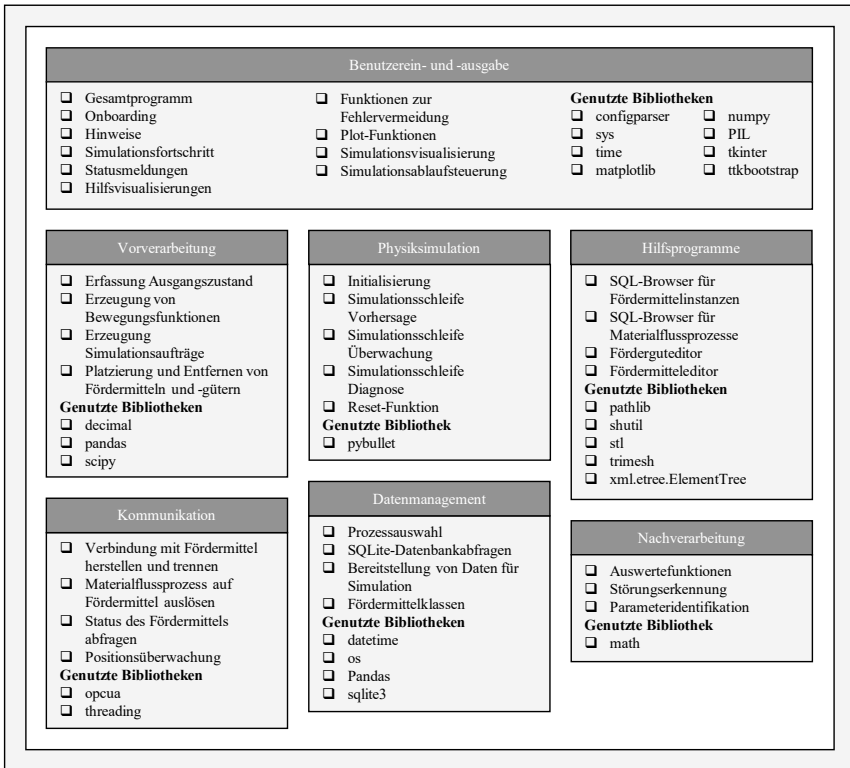 Benutzerein- und -ausgabe
❑ Gesamtprogramm
❑ Onboarding
❑ Hinweise
❑ Simulationsfortschritt
❑ Statusmeldungen
❑ Hilfsvisualisierungen
❑ Funktionen zur
Fehlervermeidung
❑ Plot-Funktionen
❑ Simulationsvisualisierung
❑ Simulationsablaufsteuerung
Genutzte Bibliotheken
❑ configparser
❑ sys
❑ time
❑ matplotlib
❑ numpy
❑ PIL
❑ tkinter
❑ ttkbootstrap
Vorverarbeitung
❑ Erfassung Ausgangszustand
❑ Erzeugung von
Bewegungsfunktionen
❑ Erzeugung
Simulationsaufträge
❑ Platzierung und Entfernen von
Fördermitteln und -gütern
Genutzte Bibliotheken
❑ decimal
❑ pandas
❑ scipy
Physiksimulation
❑ Initialisierung
❑ Simulationsschleife
Vorhersage
❑ Simulationsschleife
Überwachung
❑ Simulationsschleife
Diagnose
❑ Reset-Funktion
Genutzte Bibliothek
❑ pybullet
Hilfsprogramme
❑ SQL-Browser für
Fördermittelinstanzen
❑ SQL-Browser für
Materialflussprozesse
❑ Förderguteditor
❑ Fördermitteleditor
Genutzte Bibliotheken
❑ pathlib
❑ shutil
❑ stl
❑ trimesh
❑ xml.etree.ElementTree
Kommunikation
❑ Verbindung mit Fördermittel
herstellen und trennen
❑ Materialflussprozess auf
Fördermittel auslösen
❑ Status des Fördermittels
abfragen
❑ Positionsüberwachung
Genutzte Bibliotheken
❑ opcua
❑ threading
Datenmanagement
❑ Prozessauswahl
❑ SQLite-Datenbankabfragen
❑ Bereitstellung von Daten für
Simulation
❑ Fördermittelklassen
Genutzte Bibliotheken
❑ datetime
❑ os
❑ Pandas
❑ sqlite3
Nachverarbeitung
❑ Auswertefunktionen
❑ Störungserkennung
❑ Parameteridentifikation
Genutzte Bibliothek
❑ math